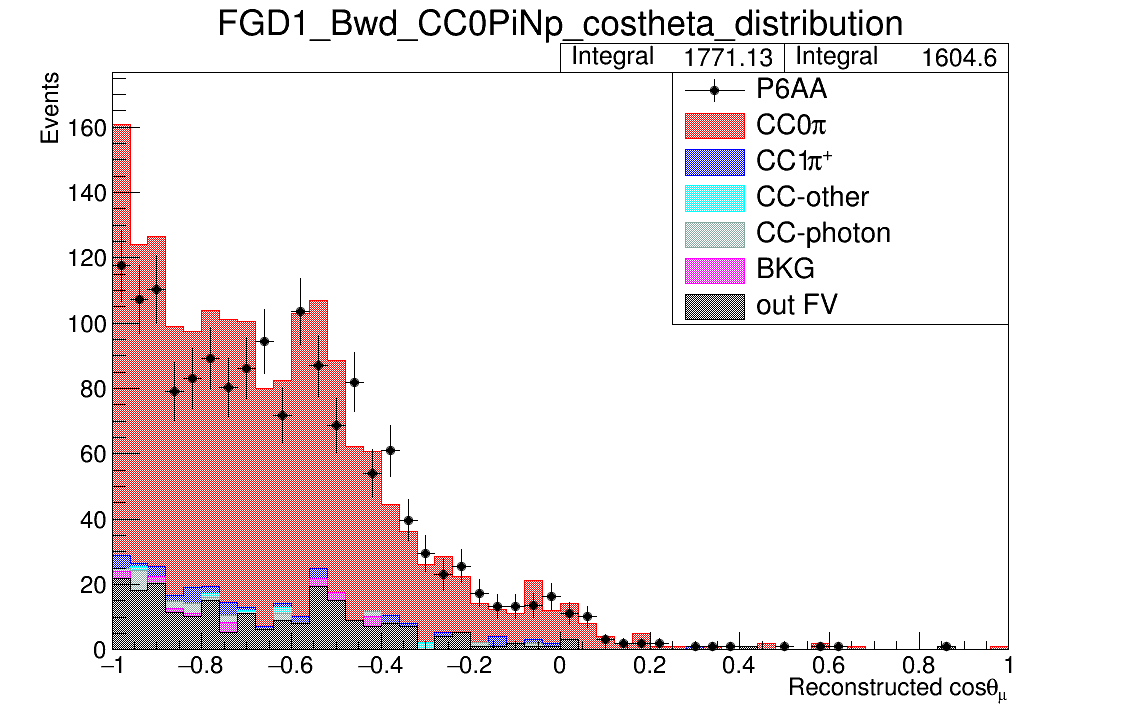 FGD1_Bwd_CC0PiNp_costheta_distribution
Integral 1771.13 Integral 1604.6
Events
P6AA
CC0π
CC1π⁺
CC-other
CC-photon
BKG
out FV
160
140
120
100
80
60
40
20
0
−1 −0.8 −0.6 −0.4 −0.2 0 0.2 0.4 0.6 0.8 1
Reconstructed cosθμ